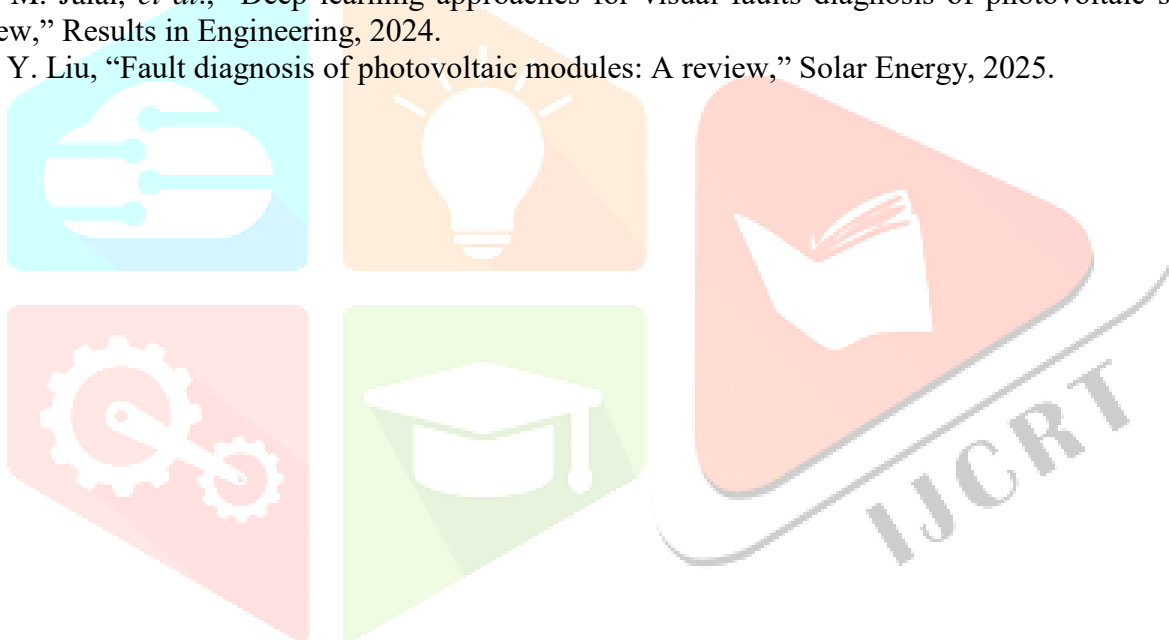 M. Jalal, et al., “Deep learning approaches for visual faults diagnosis of photovoltaic
ew,” Results in Engineering, 2024.
Y. Liu, “Fault diagnosis of photovoltaic modules: A review,” Solar Energy, 2025.
IJCRT